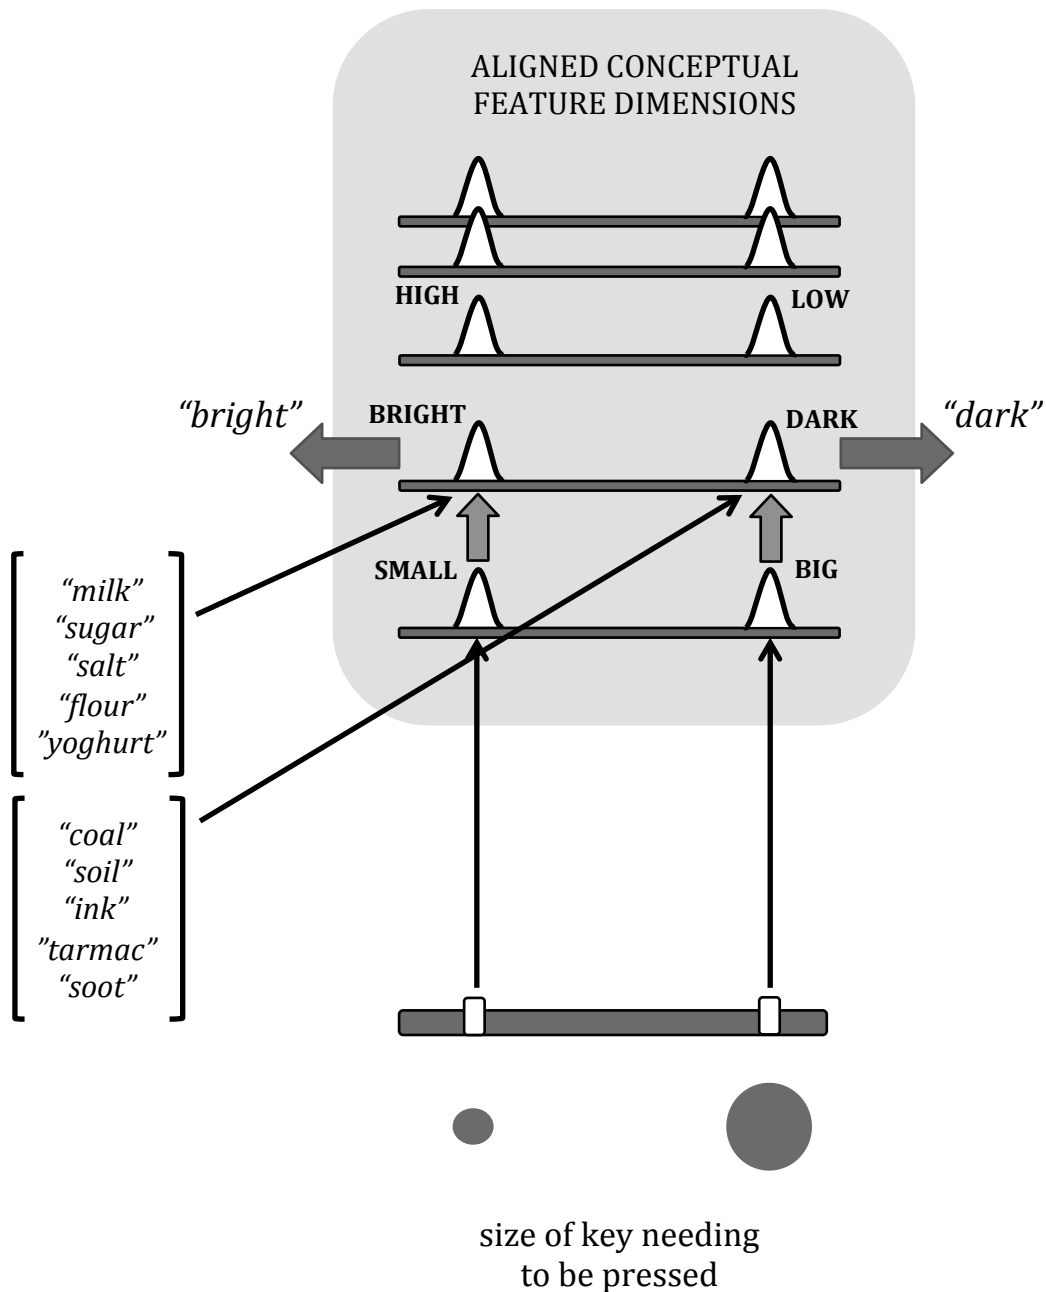 ALIGNED CONCEPTUAL
FEATURE DIMENSIONS
HIGH
LOW
“bright”
BRIGHT
DARK
“dark”
SMALL
BIG
“milk”
“sugar”
“salt”
“flour”
”yoghurt”
“coal”
“soil”
“ink”
”tarmac”
“soot”
size of key needing
to be pressed